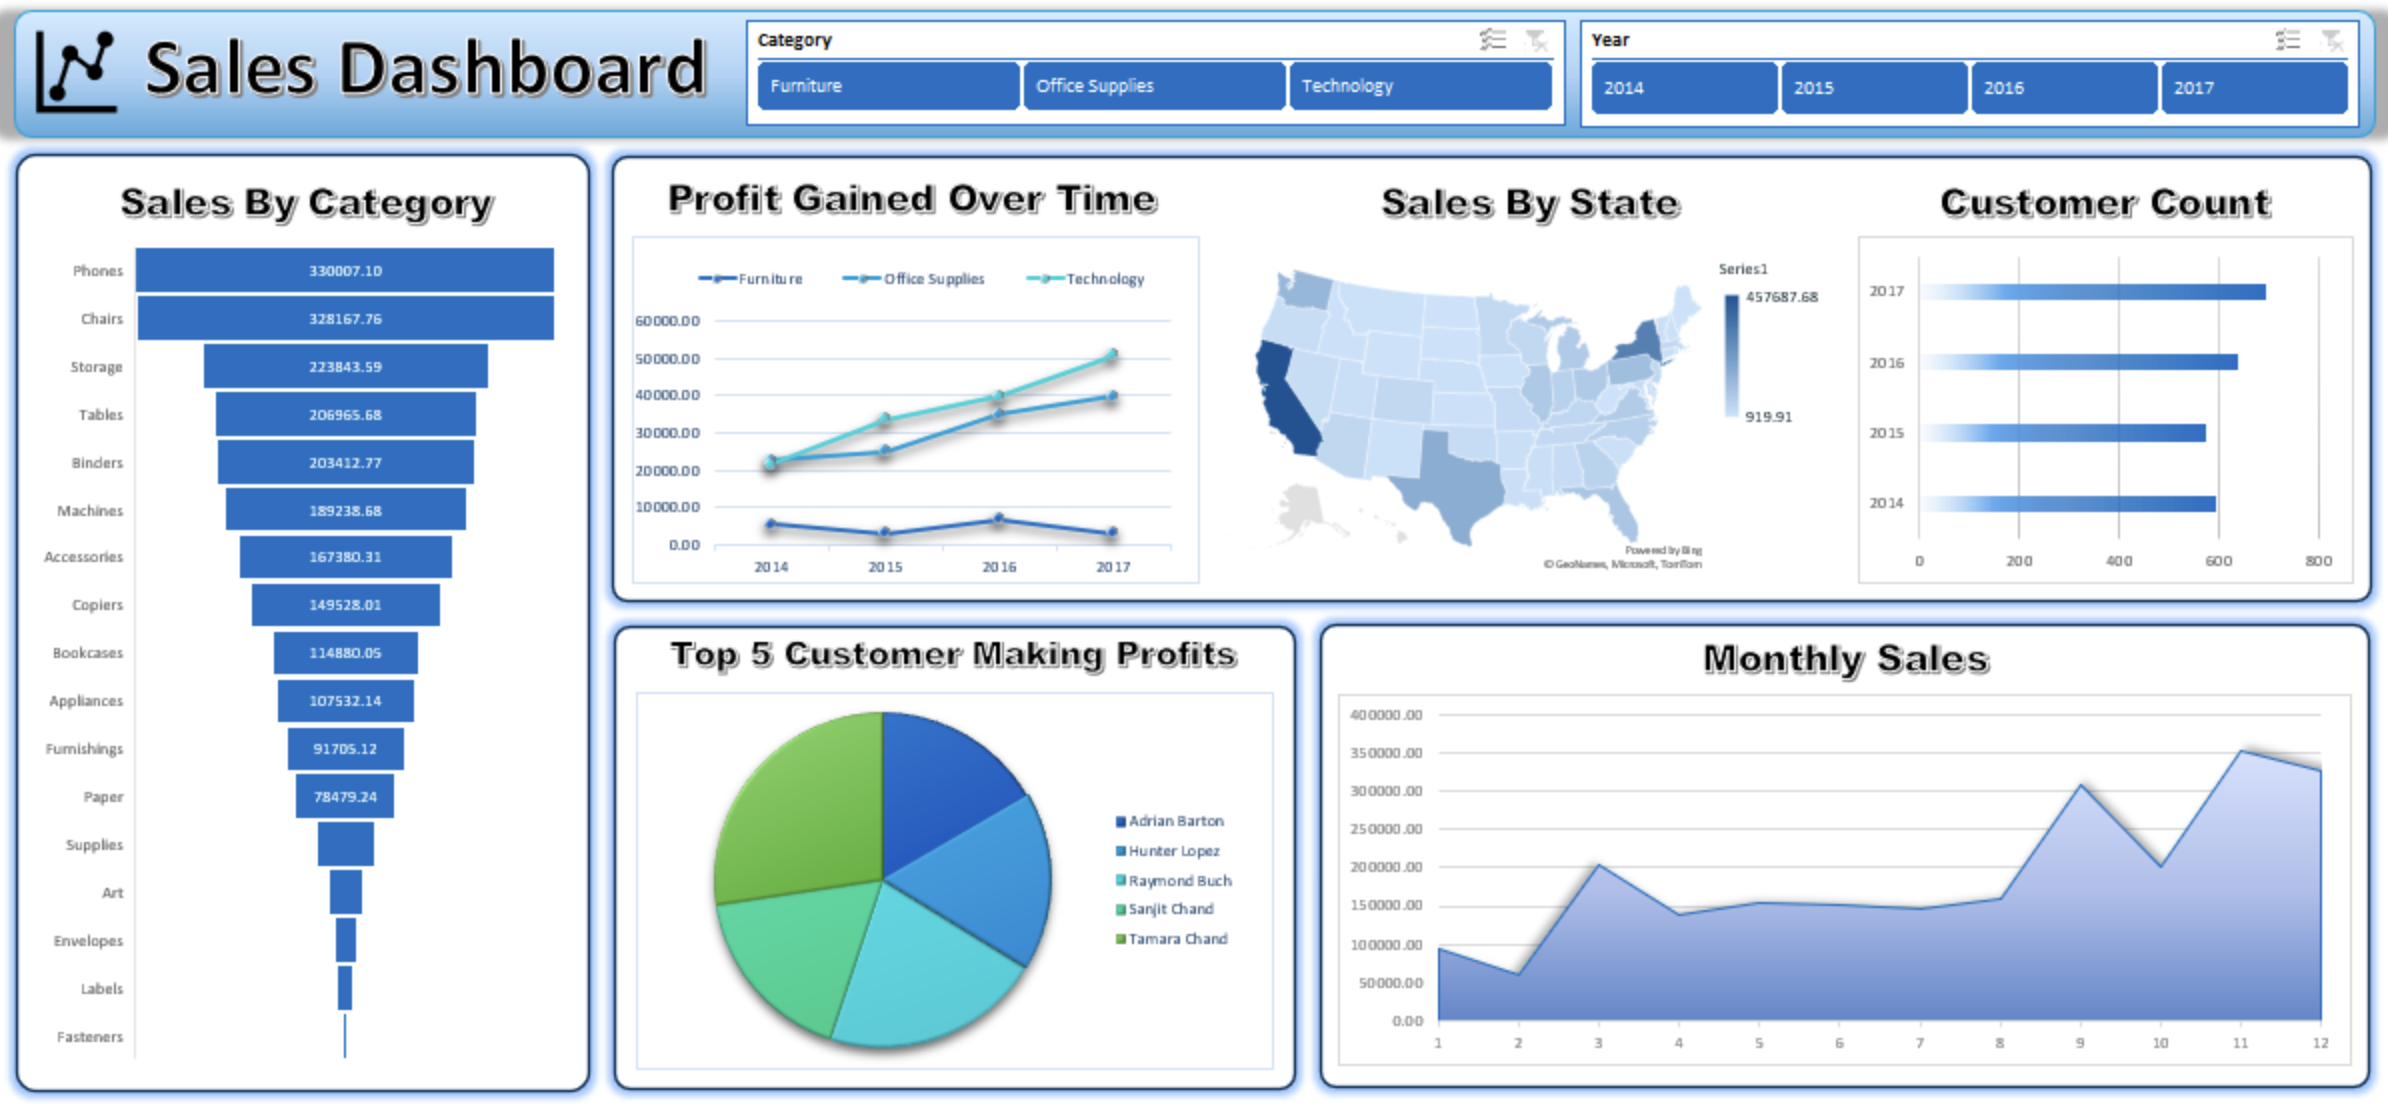 Sales Dashboard
Category
Furniture
Office Supplies
Technology
Year
2014
2015
2016
2017
Sales By Category
Phones 330007.10
Chairs 328167.76
Storage 223843.59
Tables 206965.68
Binders 203412.77
Machines 189238.68
Accessories 167380.31
Copiers 149528.01
Bookcases 114880.05
Appliances 107532.14
Furnishings 91705.12
Paper 78479.24
Supplies
Art
Envelopes
Labels
Fasteners
Profit Gained Over Time
Furniture Office Supplies Technology
60000.00
50000.00
40000.00
30000.00
20000.00
10000.00
0.00
2014 2015 2016 2017
Sales By State
Series1
457687.68
919.91
Powered by Bing
© GeoNames, Microsoft, TomTom
Customer Count
2017
2016
2015
2014
0 200 400 600 800
Top 5 Customer Making Profits
Adrian Barton
Hunter Lopez
Raymond Buch
Sanjit Chand
Tamara Chand
Monthly Sales
400000.00
350000.00
300000.00
250000.00
200000.00
150000.00
100000.00
50000.00
0.00
1 2 3 4 5 6 7 8 9 10 11 12